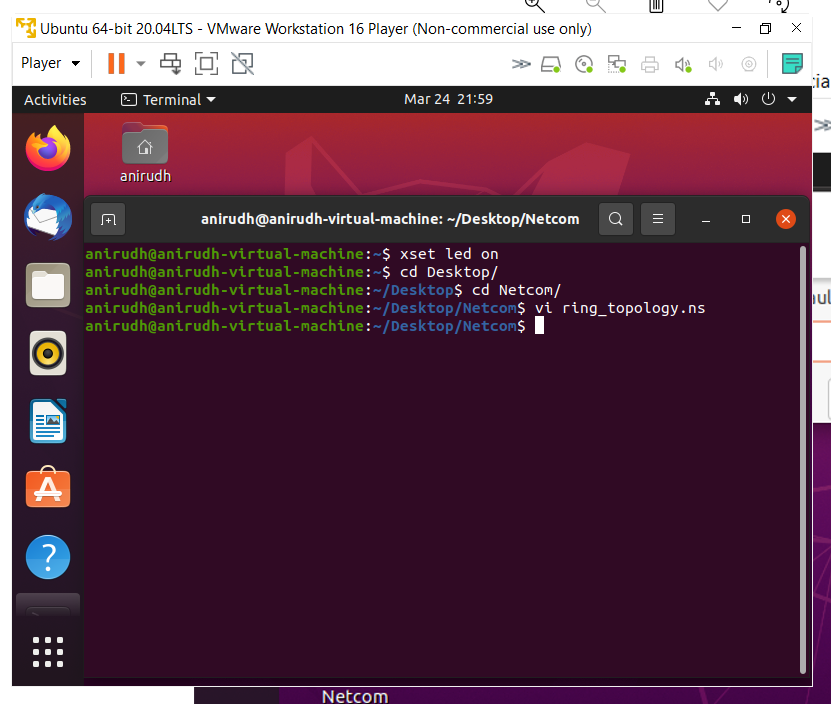 Ubuntu 64-bit 20.04LTS - VMware Workstation 16 Player (Non-commercial use only)
Player
Activities
Terminal
Mar 24 21:59
anirudh
anirudh@anirudh-virtual-machine: ~/Desktop/Netcom
anirudh@anirudh-virtual-machine:~$ xset led on
anirudh@anirudh-virtual-machine:~$ cd Desktop/
anirudh@anirudh-virtual-machine:~/Desktop$ cd Netcom/
anirudh@anirudh-virtual-machine:~/Desktop/Netcom$ vi ring_topology.ns
anirudh@anirudh-virtual-machine:~/Desktop/Netcom$
Netcom